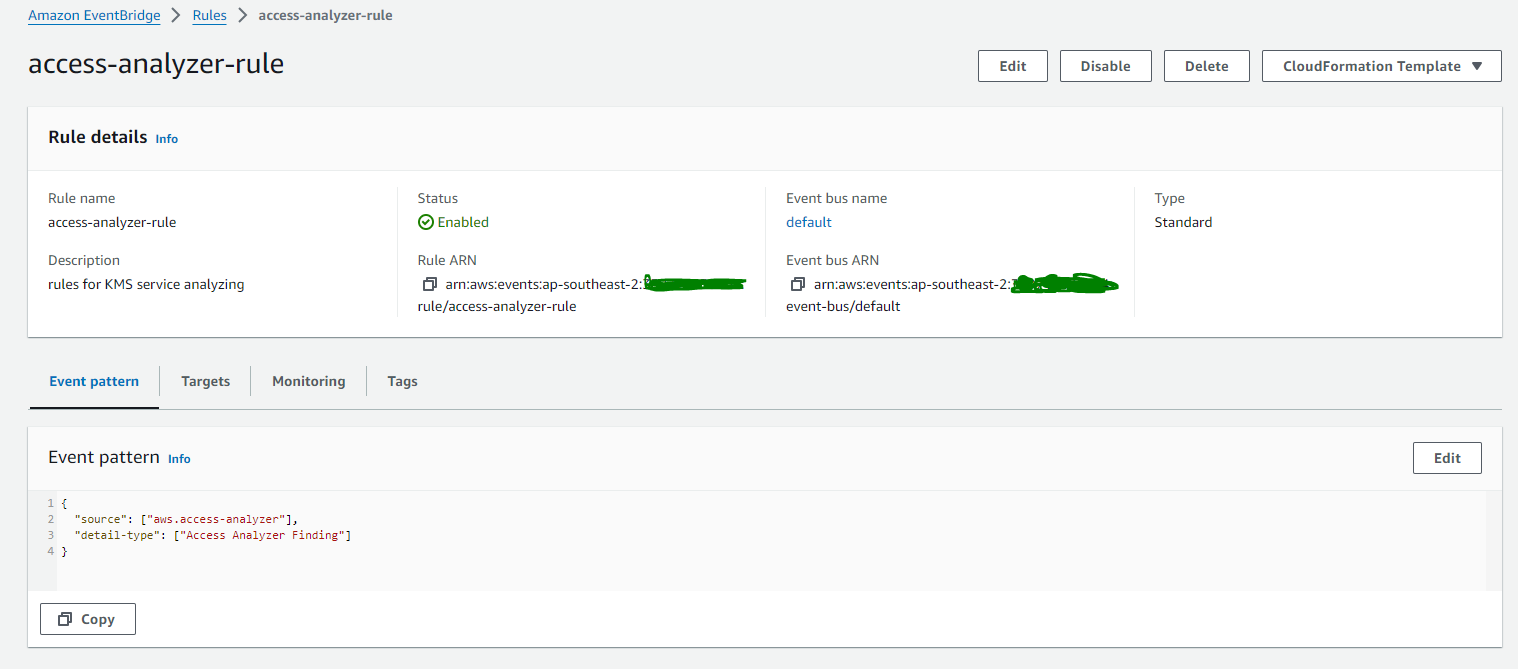 Amazon EventBridge > Rules > access-analyzer-rule
access-analyzer-rule
Edit Disable Delete CloudFormation Template
Rule details Info
Rule name
access-analyzer-rule
Description
rules for KMS service analyzing
Status
Enabled
Rule ARN
arn:aws:events:ap-southeast-2:
rule/access-analyzer-rule
Event bus name
default
Event bus ARN
arn:aws:events:ap-southeast-2:
event-bus/default
Type
Standard
Event pattern Targets Monitoring Tags
Event pattern Info
Edit
1 {
2 "source": ["aws.access-analyzer"],
3 "detail-type": ["Access Analyzer Finding"]
4 }
Copy